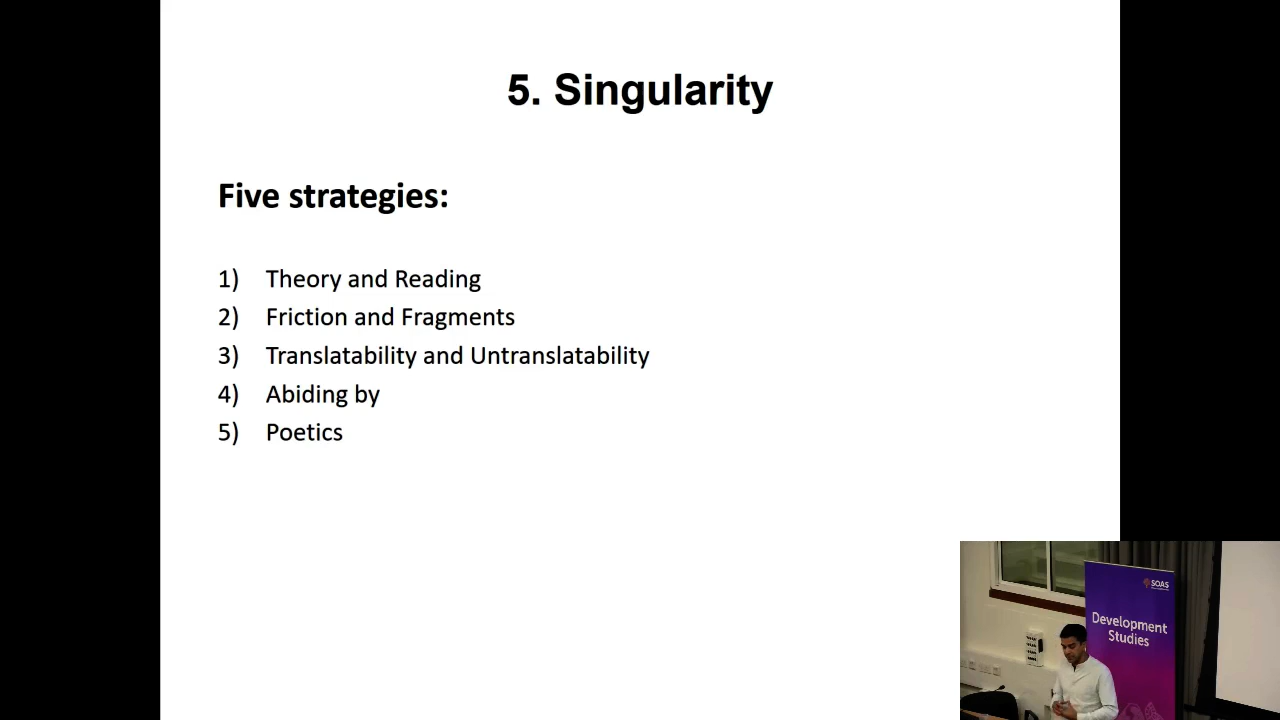 5. Singularity
Five strategies:
1) Theory and Reading
2) Friction and Fragments
3) Translatability and Untranslatability
4) Abiding by
5) Poetics
SOAS
Development
Studies